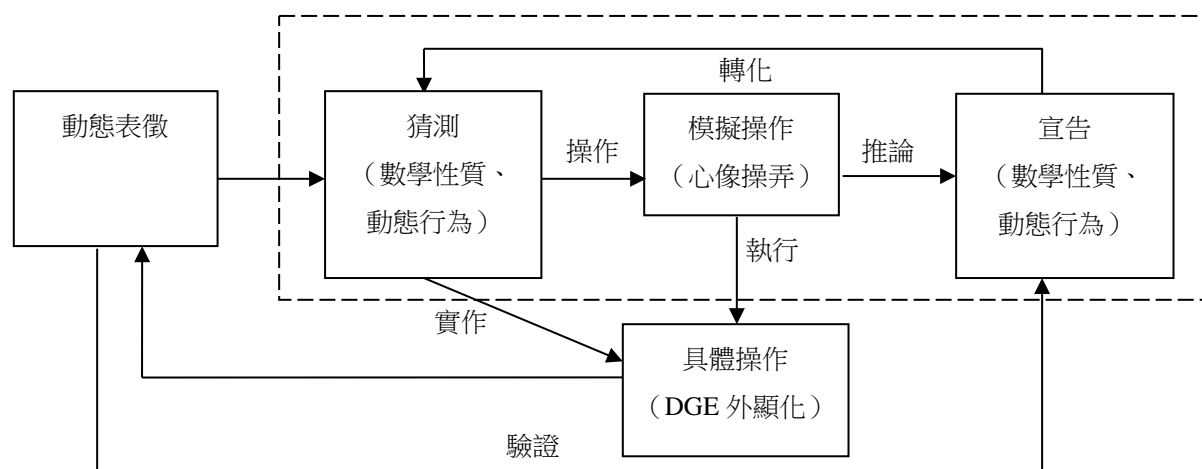 轉化
動態表徵
猜測
（數學性質、
動態行為）
操作
模擬操作
（心像操弄）
推論
宣告
（數學性質、
動態行為）
執行
實作
具體操作
（DGE 外顯化）
驗證